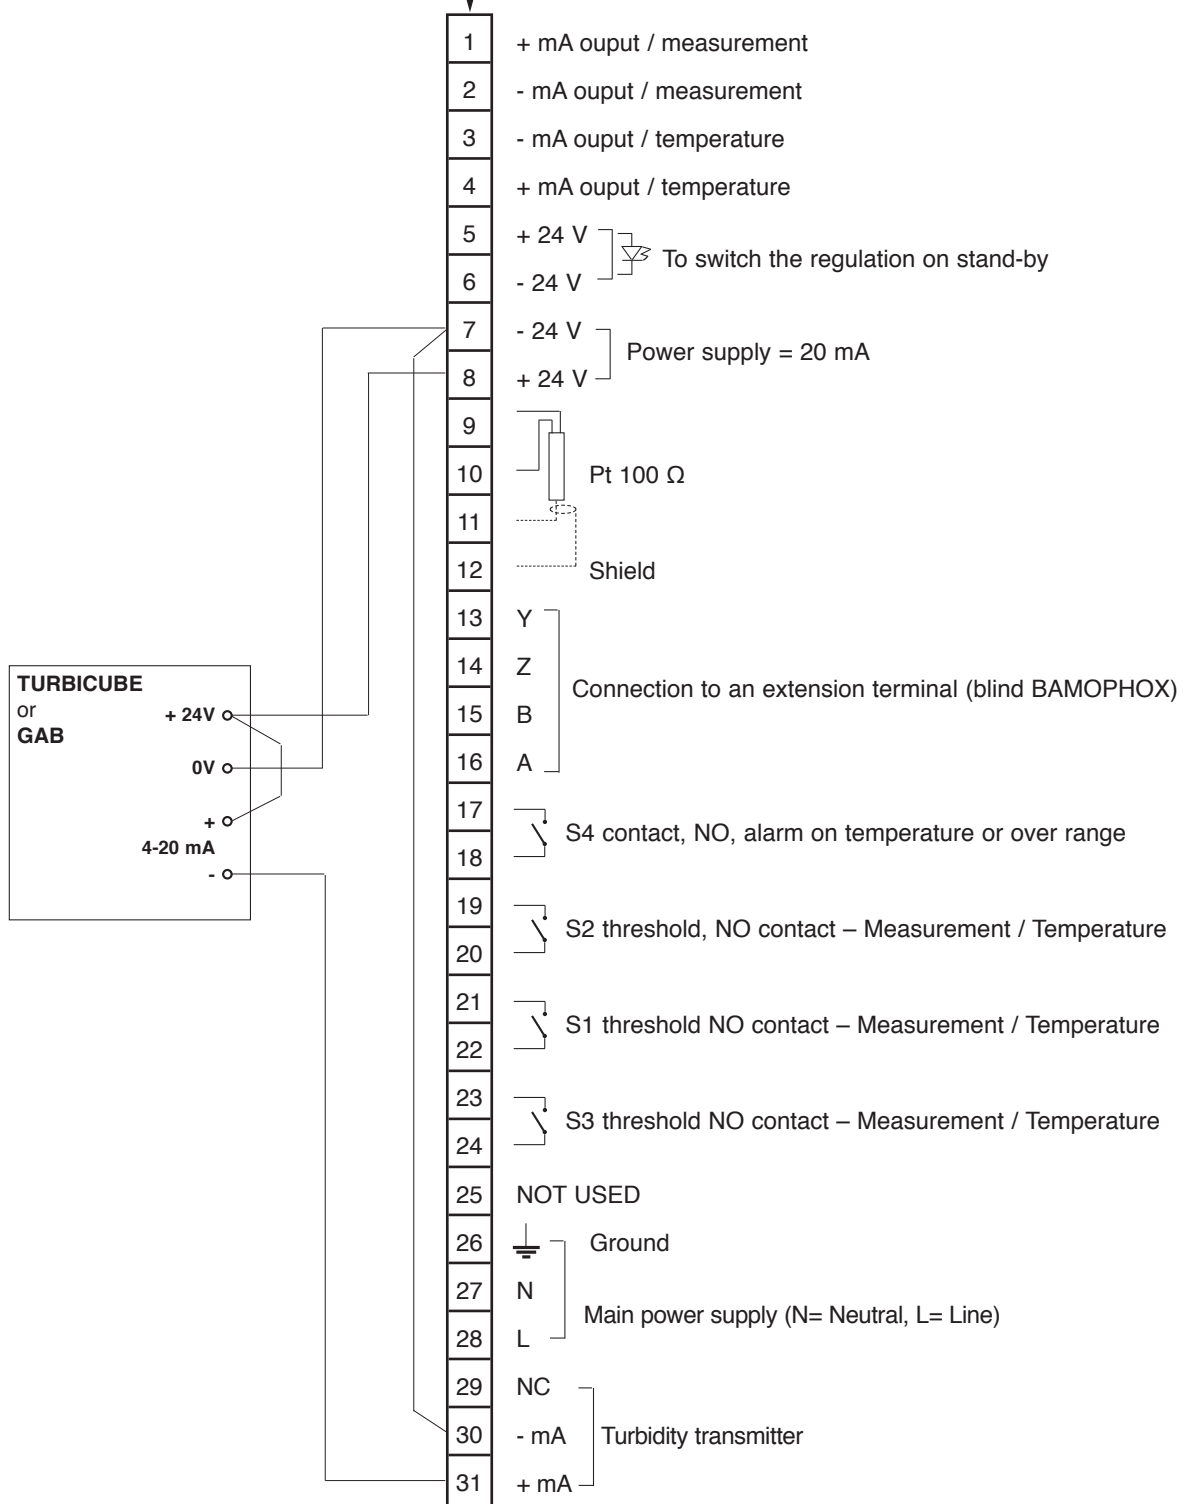 1 + mA ouput / measurement
2 - mA ouput / measurement
3 - mA ouput / temperature
4 + mA ouput / temperature
5 + 24 V
To switch the regulation on stand-by
6 - 24 V
7 - 24 V
Power supply = 20 mA
8 + 24 V
9
10 Pt 100 Ω
11
12 Shield
13 Y
14 Z
Connection to an extension terminal (blind BAMOPHOX)
15 B
16 A
17
S4 contact, NO, alarm on temperature or over range
18
19
S2 threshold, NO contact – Measurement / Temperature
20
21
S1 threshold NO contact – Measurement / Temperature
22
23
S3 threshold NO contact – Measurement / Temperature
24
25 NOT USED
26 Ground
27 N
Main power supply (N= Neutral, L= Line)
28 L
29 NC
30 - mA Turbidity transmitter
31 + mA
TURBICUBE
or
GAB
+ 24V
0V
+
4-20 mA
-